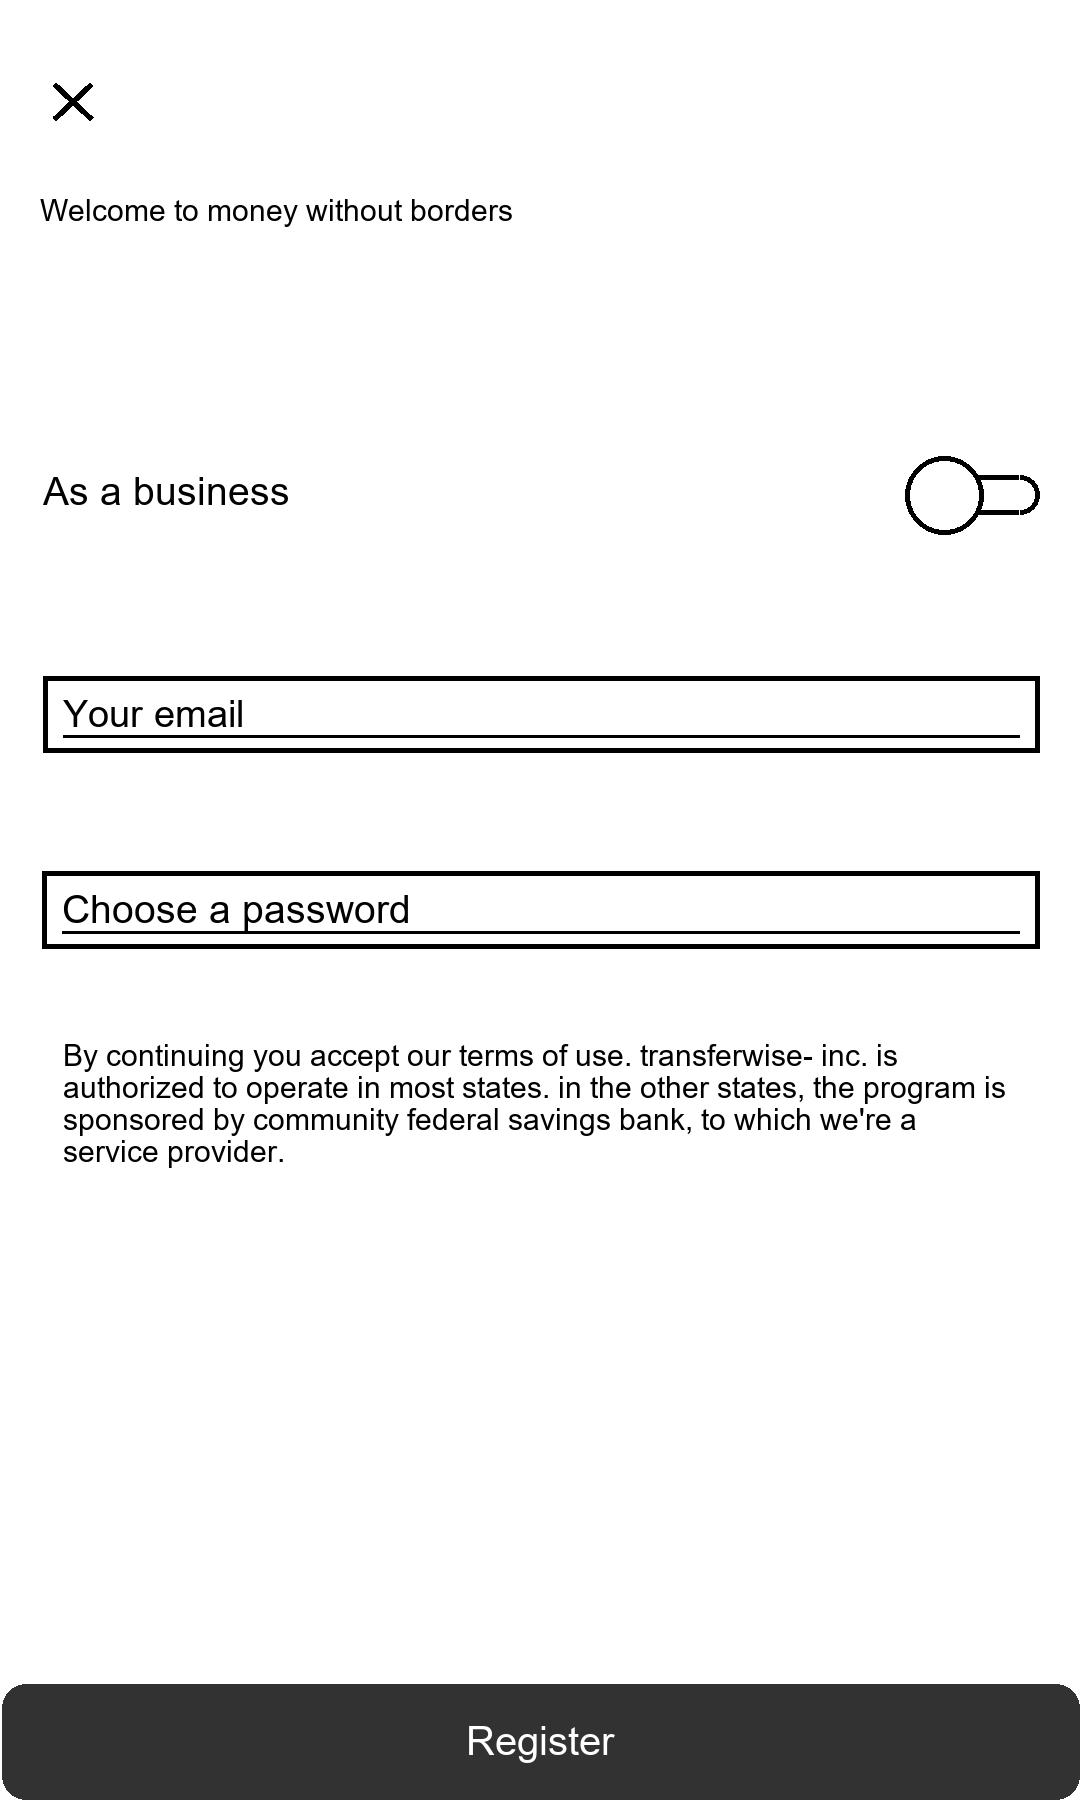 Welcome to money without borders
As a business
Your email
Choose a password
By continuing you accept our terms of use. transferwise- inc. is
authorized to operate in most states. in the other states, the program is
sponsored by community federal savings bank, to which we're a
service provider.
Register